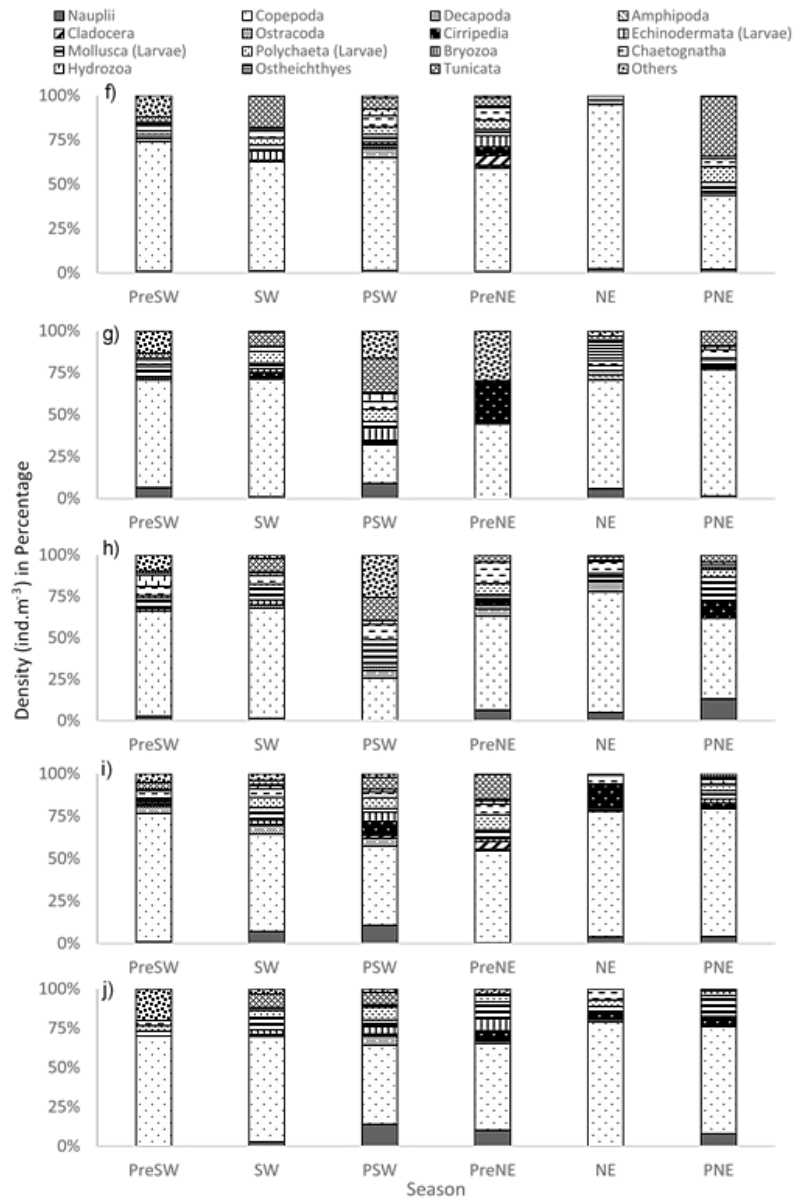 Nauplii Copepoda Decapoda Amphipoda
Cladocera Ostracoda Cirripedia Echinodermata (Larvae)
Mollusca (Larvae) Polychaeta (Larvae) Bryozoa Chaetognatha
Hydrozoa Ostheichthyes Tunicata Others
f)
100%
75%
50%
25%
0%
PreSW SW PSW PreNE NE PNE
g)
100%
75%
50%
25%
0%
PreSW SW PSW PreNE NE PNE
h)
100%
75%
50%
25%
0%
PreSW SW PSW PreNE NE PNE
i)
100%
75%
50%
25%
0%
PreSW SW PSW PreNE NE PNE
j)
100%
75%
50%
25%
0%
PreSW SW PSW PreNE NE PNE
Season
Density (ind.m⁻³) in Percentage